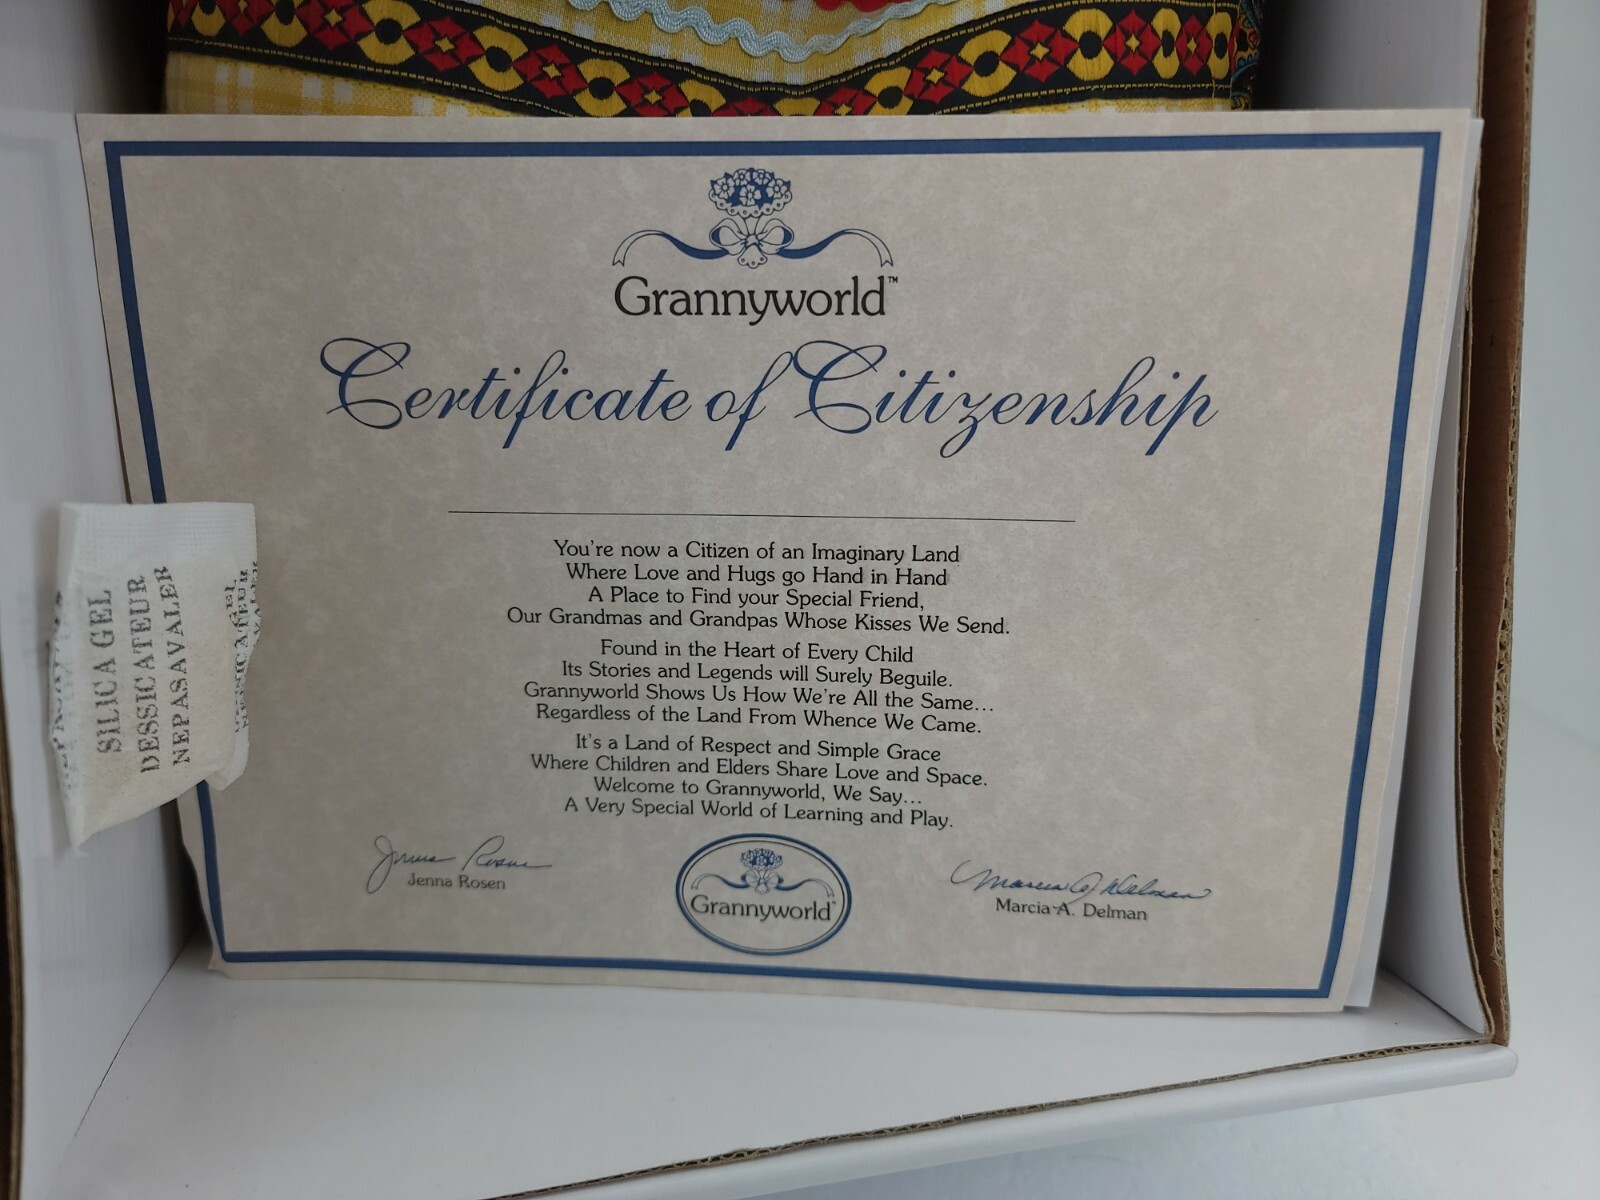 Grannyworld™
Certificate of Citizenship
You're now a Citizen of an Imaginary Land
Where Love and Hugs go Hand in Hand
A Place to Find your Special Friend,
Our Grandmas and Grandpas Whose Kisses We Send.
Found in the Heart of Every Child
Its Stories and Legends will Surely Beguile.
Grannyworld Shows Us How We're All the Same...
Regardless of the Land From Whence We Came.
It's a Land of Respect and Simple Grace
Where Children and Elders Share Love and Space.
Welcome to Grannyworld, We Say...
A Very Special World of Learning and Play.
Jenna Rosen
Jenna Rosen
Grannyworld
Marcia A. Delman
Marcia A. Delman
SILICA GEL
DESSICATEUR
NEPASAVALER